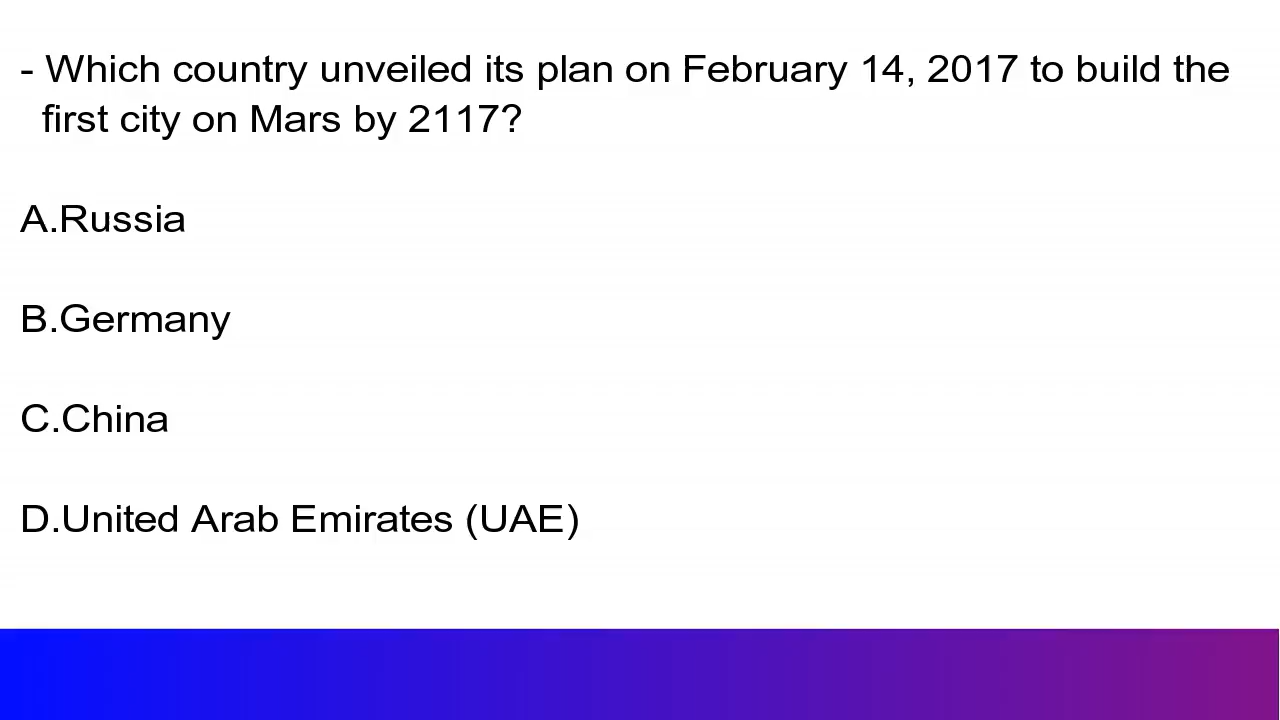 - Which country unveiled its plan on February 14, 2017 to build the
first city on Mars by 2117?
A.Russia
B.Germany
C.China
D.United Arab Emirates (UAE)